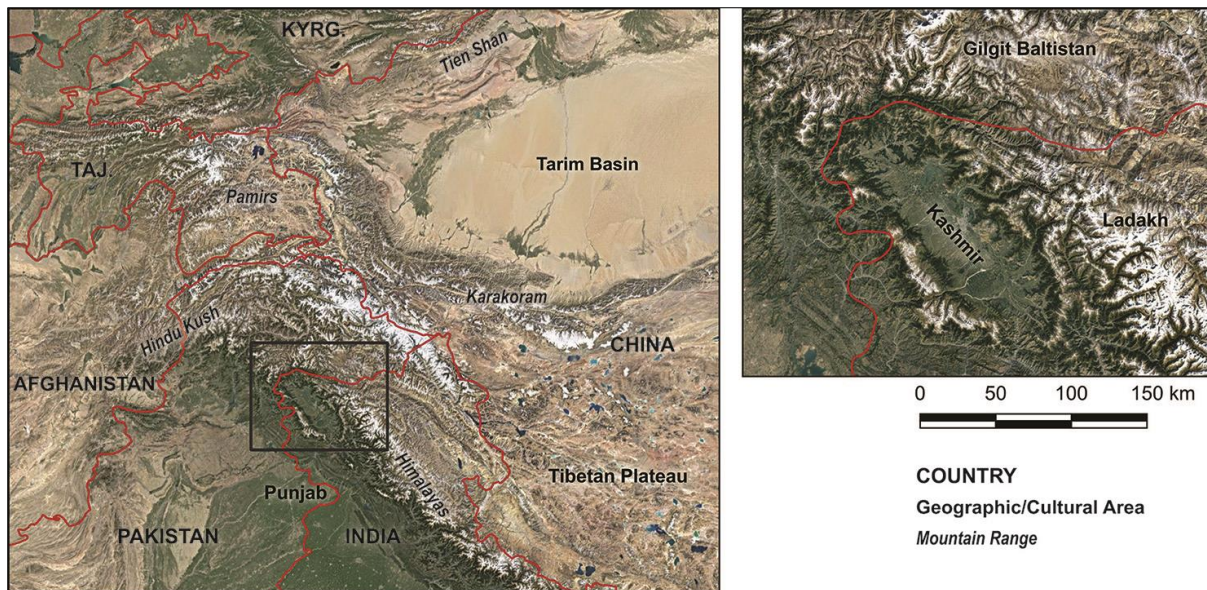 KYRG.
Tien Shan
TAJ.
Pamirs
Tarim Basin
Karakoram
Hindu Kush
CHINA
AFGHANISTAN
Himalayas
Tibetan Plateau
Punjab
PAKISTAN
INDIA
Gilgit Baltistan
Kashmir
Ladakh
0 50 100 150 km
COUNTRY
Geographic/Cultural Area
Mountain Range